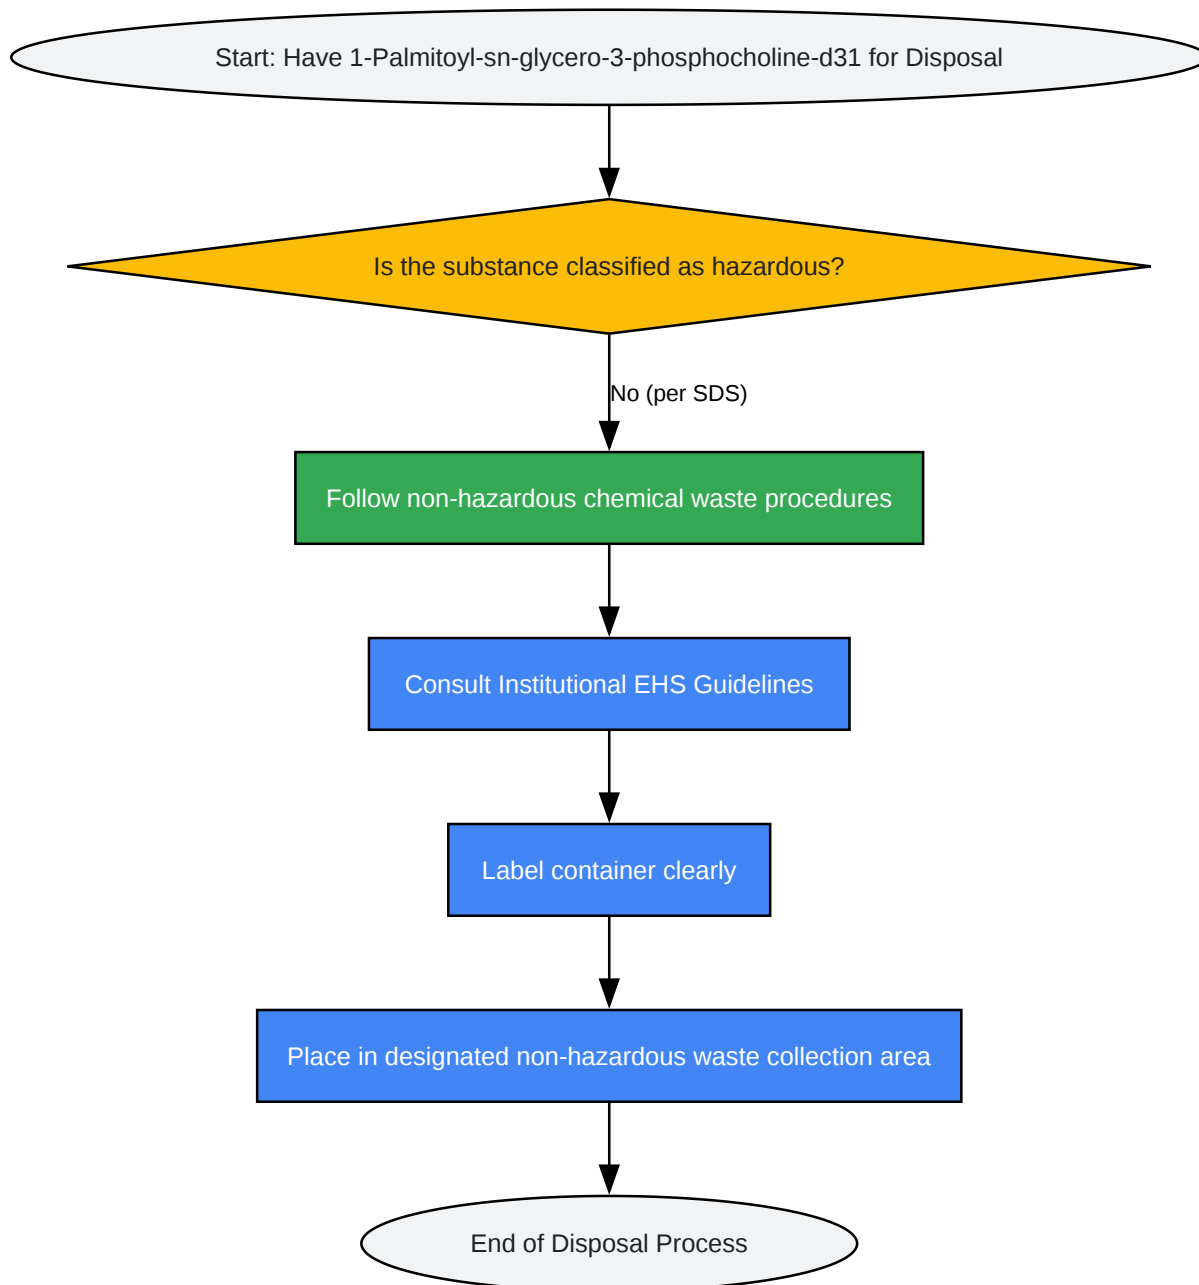 Start: Have 1-Palmitoyl-sn-glycero-3-phosphocholine-d31 for Disposal
Is the substance classified as hazardous?
No (per SDS)
Follow non-hazardous chemical waste procedures
Consult Institutional EHS Guidelines
Label container clearly
Place in designated non-hazardous waste collection area
End of Disposal Process